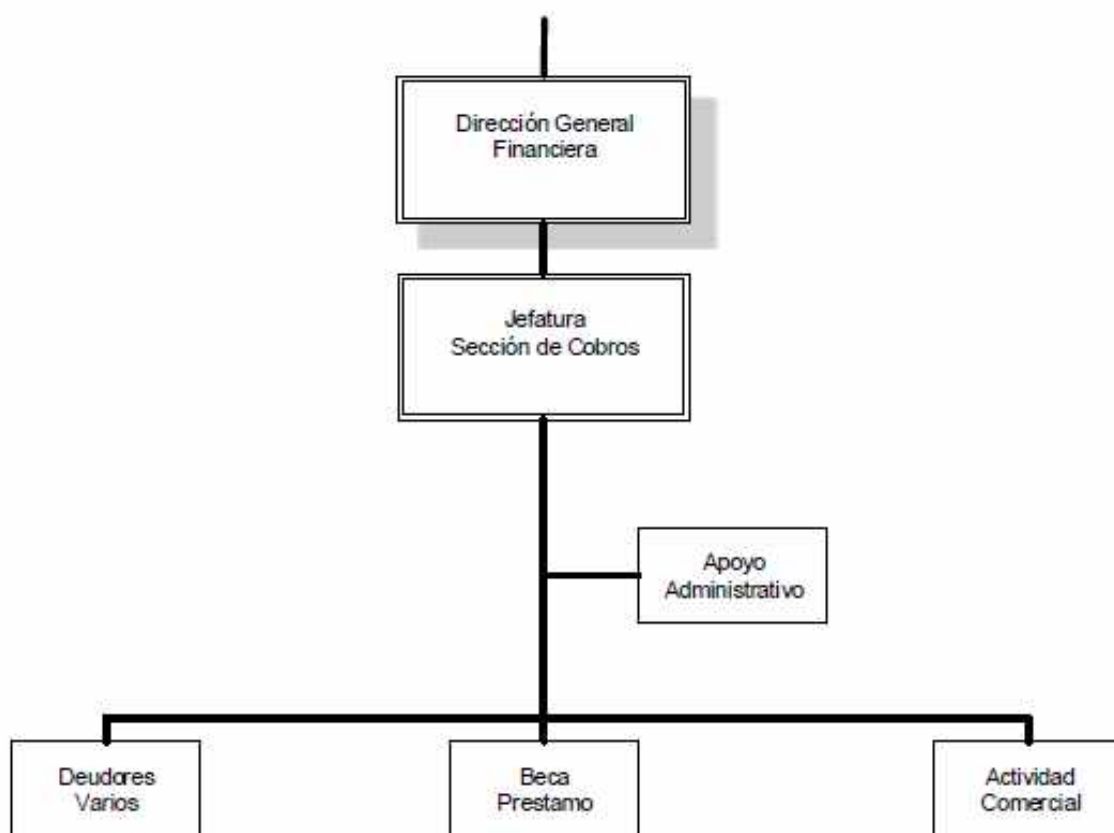 Dirección General
Financiera
Jefatura
Sección de Cobros
Apoyo
Administrativo
Deudores
Varios
Beca
Prestamo
Actividad
Comercial